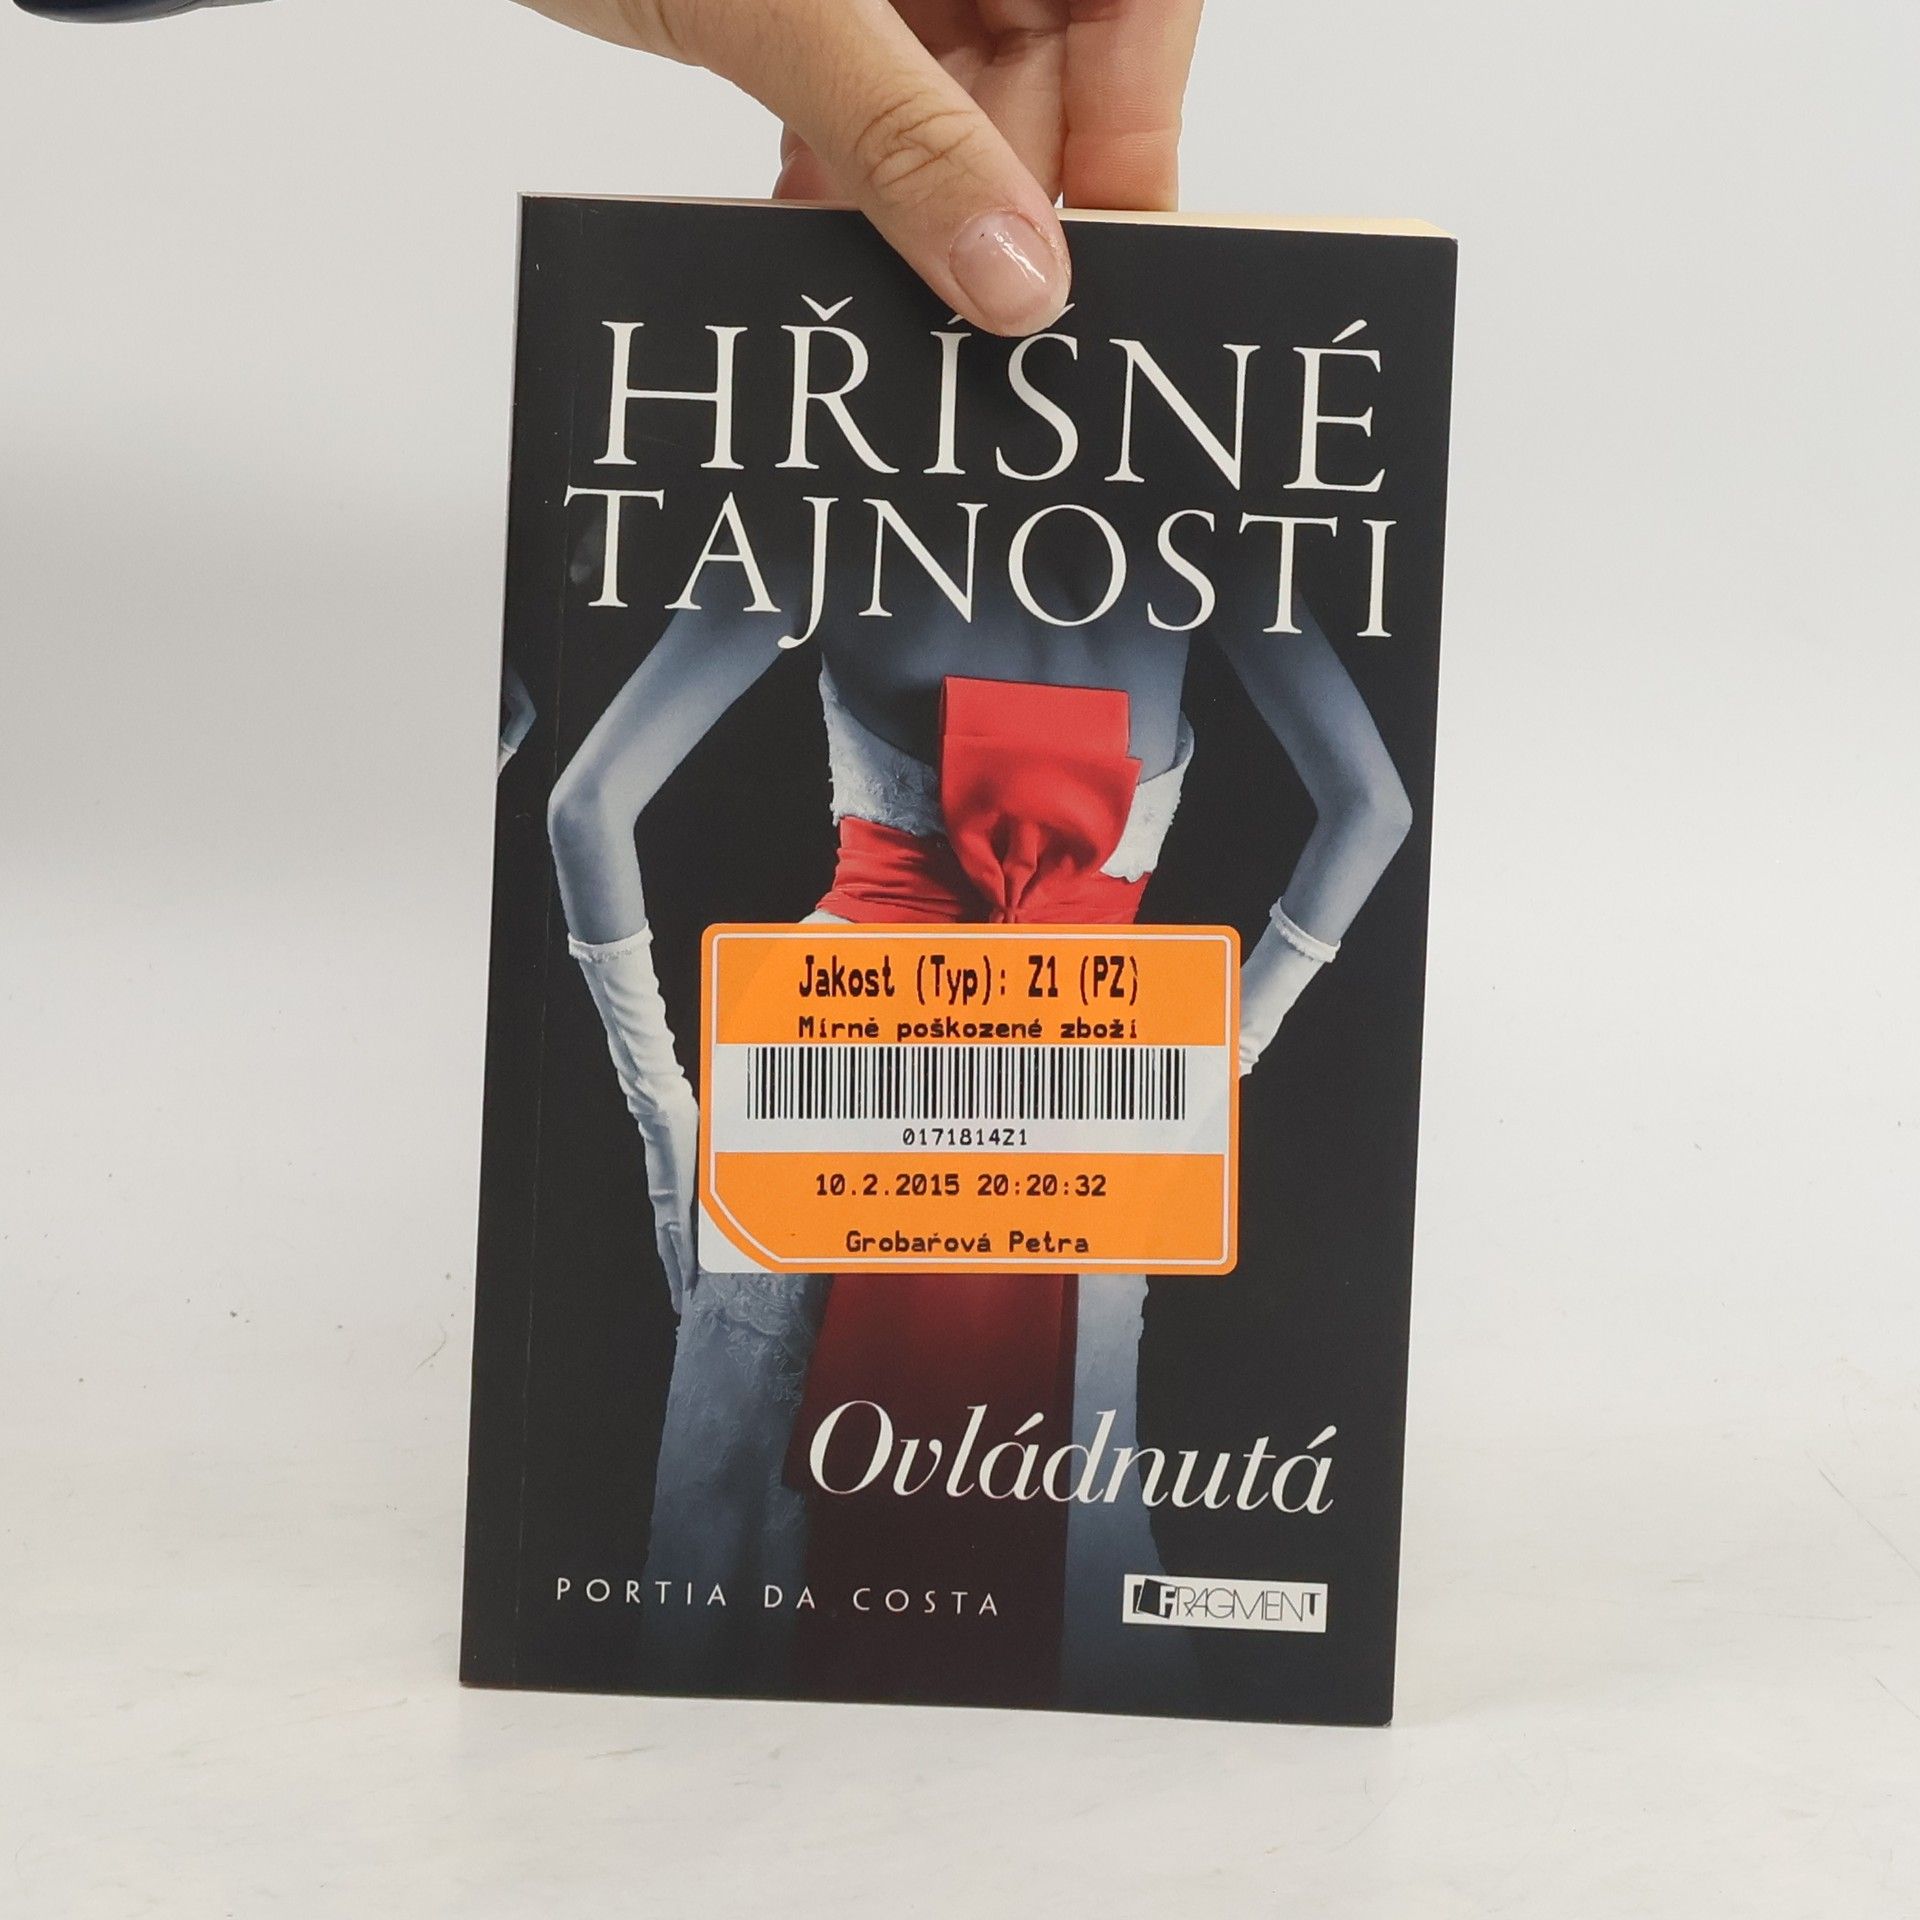 HŘÍŠNÉ
TAJNOSTI
Jakost (Typ): Z1 (PZ)
Mírně poškozené zboží
0171814Z1
10.2.2015 20:20:32
Grobařová Petra
Ovládnutá
PORTIA DA COSTA
FRAGMENT